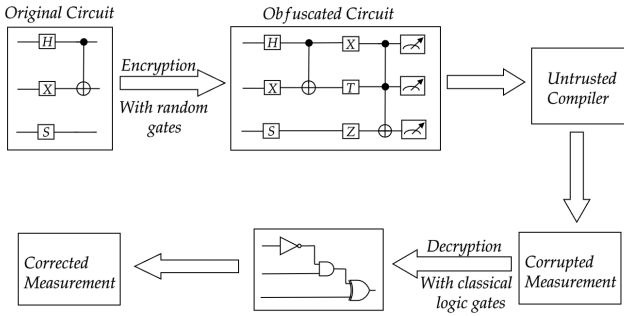 Original Circuit
H
X
S
Encryption
With random
gates
Obfuscated Circuit
H X
X T
S Z
Untrusted
Compiler
Corrected
Measurement
Decryption
With classical
logic gates
Corrupted
Measurement